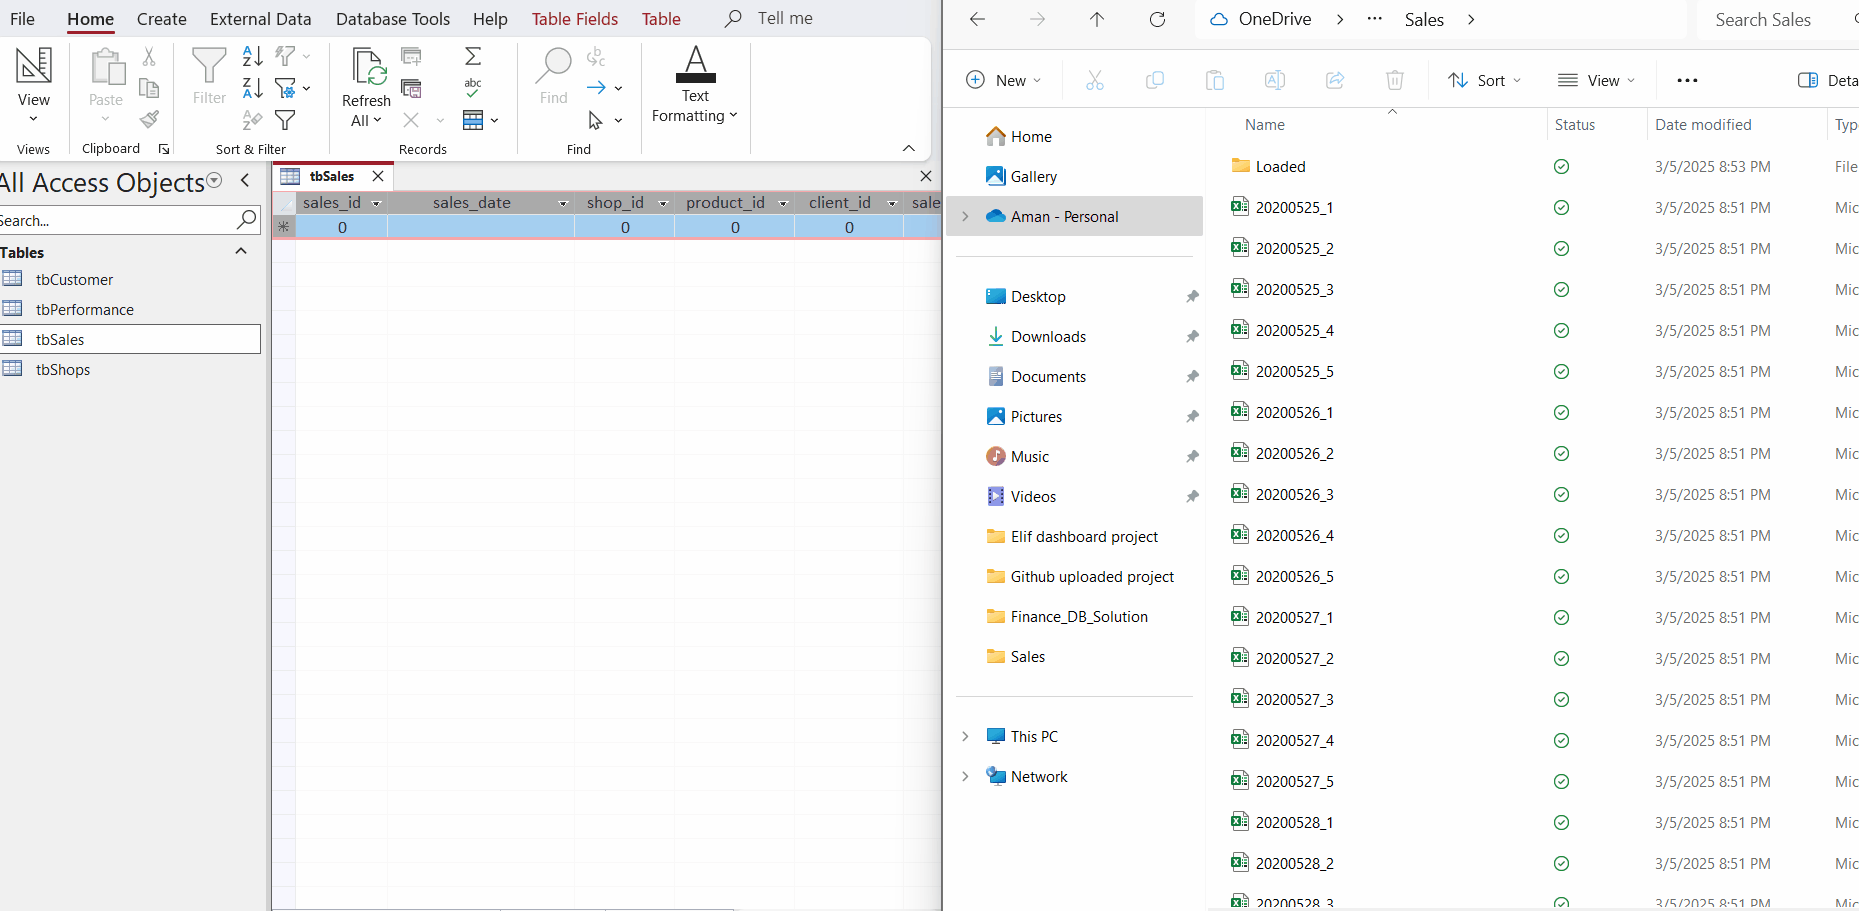 File Home Create External Data Database Tools Help Table Fields Table Tell me
View
Views
Paste
Clipboard
Filter
Sort & Filter
Refresh
All
Records
Find
Find
Text
Formatting
All Access Objects
Search...
Tables
tbCustomer
tbPerformance
tbSales
tbShops
tbSales
sales_id sales_date shop_id product_id client_id sale
0 0 0 0
OneDrive Sales Search Sales
New Sort View Deta
Home
Gallery
Aman - Personal
Desktop
Downloads
Documents
Pictures
Music
Videos
Elif dashboard project
Github uploaded project
Finance_DB_Solution
Sales
This PC
Network
Name Status Date modified Typ
Loaded 3/5/2025 8:53 PM File
20200525_1 3/5/2025 8:51 PM Mic
20200525_2 3/5/2025 8:51 PM Mic
20200525_3 3/5/2025 8:51 PM Mic
20200525_4 3/5/2025 8:51 PM Mic
20200525_5 3/5/2025 8:51 PM Mic
20200526_1 3/5/2025 8:51 PM Mic
20200526_2 3/5/2025 8:51 PM Mic
20200526_3 3/5/2025 8:51 PM Mic
20200526_4 3/5/2025 8:51 PM Mic
20200526_5 3/5/2025 8:51 PM Mic
20200527_1 3/5/2025 8:51 PM Mic
20200527_2 3/5/2025 8:51 PM Mic
20200527_3 3/5/2025 8:51 PM Mic
20200527_4 3/5/2025 8:51 PM Mic
20200527_5 3/5/2025 8:51 PM Mic
20200528_1 3/5/2025 8:51 PM Mic
20200528_2 3/5/2025 8:51 PM Mic
20200528_3 3/5/2025 8:51 PM Mic